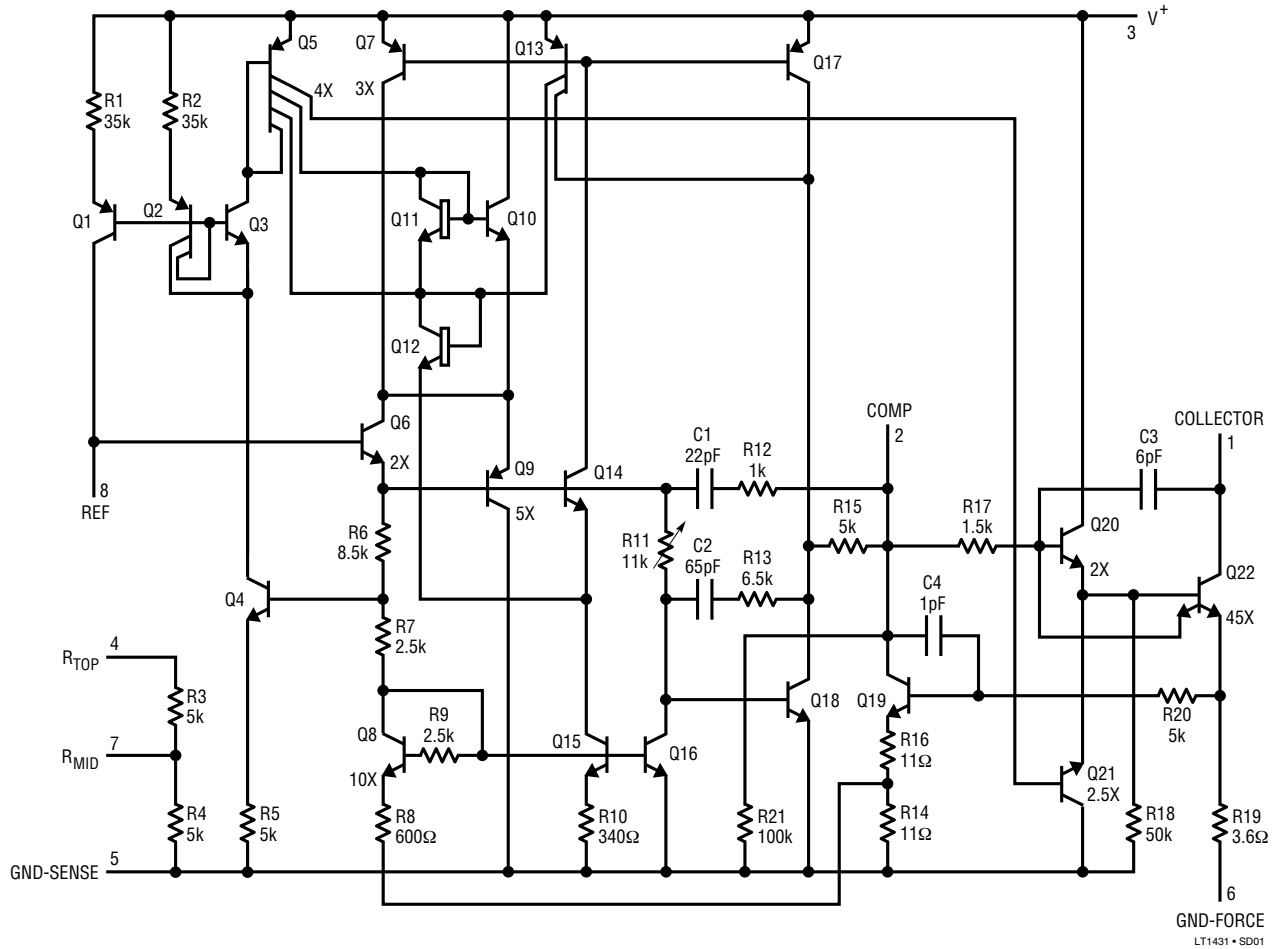 V+
3
Q5
Q7
Q13
Q17
4X
3X
R1
35k
R2
35k
Q1
Q2
Q3
Q11
Q10
Q12
Q6
2X
Q9
5X
Q14
8
REF
C1
22pF
R12
1k
COMP
2
COLLECTOR
1
C3
6pF
R6
8.5k
R11
11k
C2
65pF
R13
6.5k
R15
5k
R17
1.5k
Q20
2X
Q22
45X
C4
1pF
Q4
R7
2.5k
4
RTOP
R3
5k
7
RMID
R4
5k
R5
5k
Q8
10X
R9
2.5k
Q15
Q16
Q18
Q19
R20
5k
R16
11Ω
Q21
2.5X
R8
600Ω
R10
340Ω
R21
100k
R14
11Ω
R18
50k
R19
3.6Ω
5
GND-SENSE
6
GND-FORCE
LT1431 • SD01